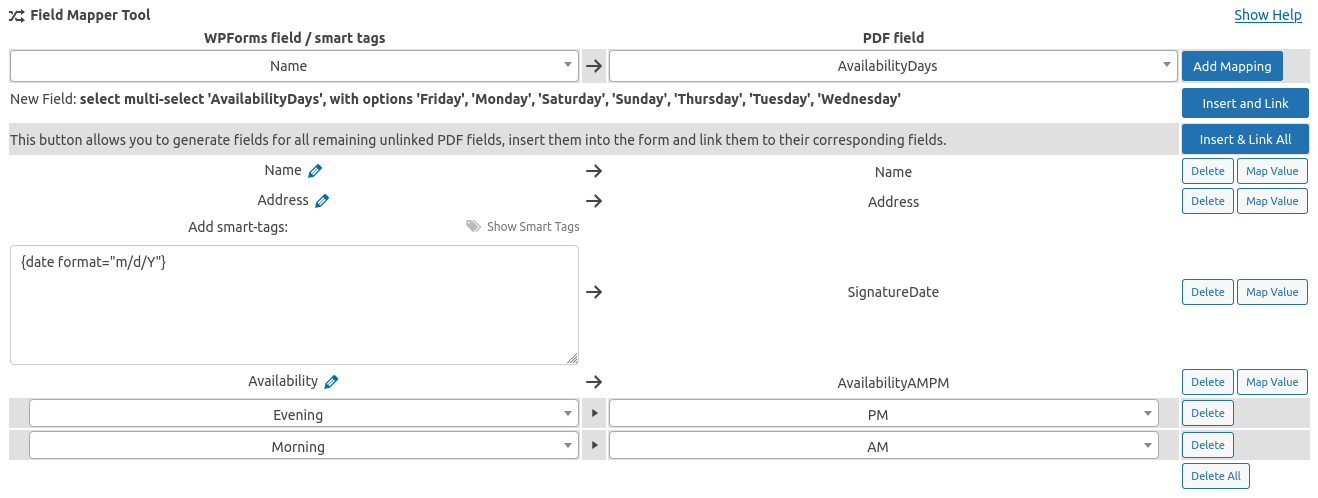 Field Mapper Tool Show Help
WPForms field / smart tags PDF field
Name AvailabilityDays Add Mapping
New Field: select multi-select 'AvailabilityDays', with options 'Friday', 'Monday', 'Saturday', 'Sunday', 'Thursday', 'Tuesday', 'Wednesday' Insert and Link
This button allows you to generate fields for all remaining unlinked PDF fields, insert them into the form and link them to their corresponding fields. Insert & Link All
Name Name Delete Map Value
Address Address Delete Map Value
Add smart-tags: Show Smart Tags
{date format="m/d/Y"}
SignatureDate Delete Map Value
Availability AvailabilityAMPM Delete Map Value
Evening PM Delete
Morning AM Delete
Delete All